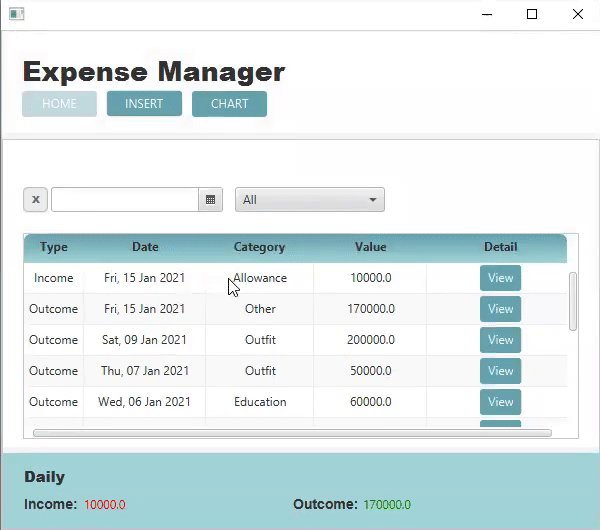 Expense Manager
HOME INSERT CHART
x All
Type Date Category Value Detail
Income Fri, 15 Jan 2021 Allowance 10000.0 View
Outcome Fri, 15 Jan 2021 Other 170000.0 View
Outcome Sat, 09 Jan 2021 Outfit 200000.0 View
Outcome Thu, 07 Jan 2021 Outfit 50000.0 View
Outcome Wed, 06 Jan 2021 Education 60000.0 View
Daily
Income: 10000.0 Outcome: 170000.0